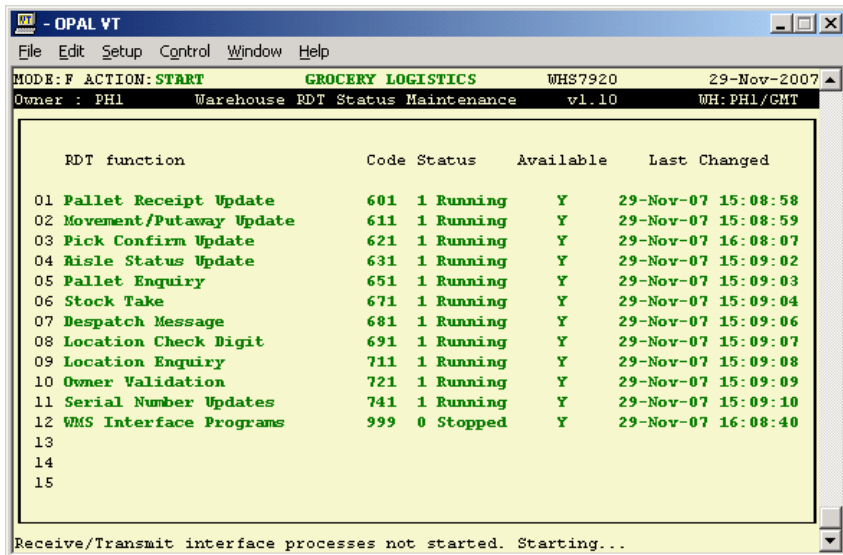 - OPAL VT
File Edit Setup Control Window Help
MODE:F ACTION:START GROCERY LOGISTICS WHS7920 29-Nov-2007
Owner : PH1 Warehouse RDT Status Maintenance v1.10 WH:PH1/GMT
RDT function Code Status Available Last Changed
01 Pallet Receipt Update 601 1 Running Y 29-Nov-07 15:08:58
02 Movement/Putaway Update 611 1 Running Y 29-Nov-07 15:08:59
03 Pick Confirm Update 621 1 Running Y 29-Nov-07 16:08:07
04 Aisle Status Update 631 1 Running Y 29-Nov-07 15:09:02
05 Pallet Enquiry 651 1 Running Y 29-Nov-07 15:09:03
06 Stock Take 671 1 Running Y 29-Nov-07 15:09:04
07 Despatch Message 681 1 Running Y 29-Nov-07 15:09:06
08 Location Check Digit 691 1 Running Y 29-Nov-07 15:09:07
09 Location Enquiry 711 1 Running Y 29-Nov-07 15:09:08
10 Owner Validation 721 1 Running Y 29-Nov-07 15:09:09
11 Serial Number Updates 741 1 Running Y 29-Nov-07 15:09:10
12 WMS Interface Programs 999 0 Stopped Y 29-Nov-07 16:08:40
13
14
15
Receive/Transmit interface processes not started. Starting...